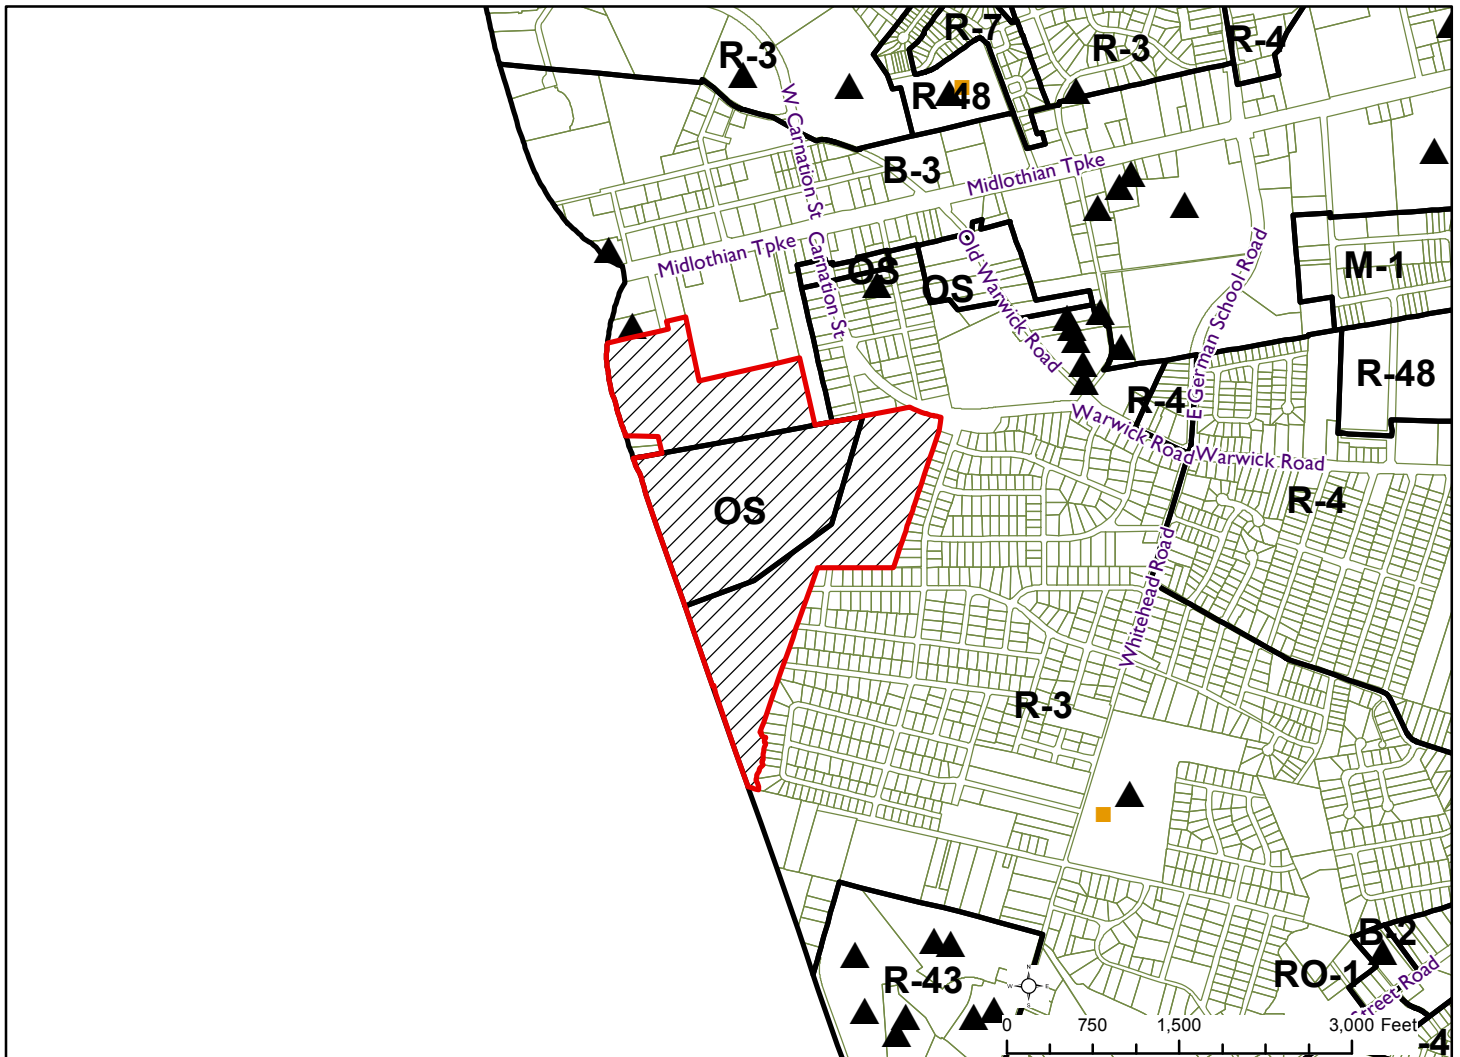 R-7
R-3
R-4
R-3
R-48
W Carnation St
B-3
Midlothian Tpke
Midlothian Tpke
Carnation St
OS
OS
Old Warwick Road
E German School Road
M-1
R-48
R-4
Warwick Road
Warwick Road
R-4
OS
Whitehead Road
R-3
B-2
RO-1
Street Road
R-43
N
W
E
S
0
750
1,500
3,000 Feet
-4